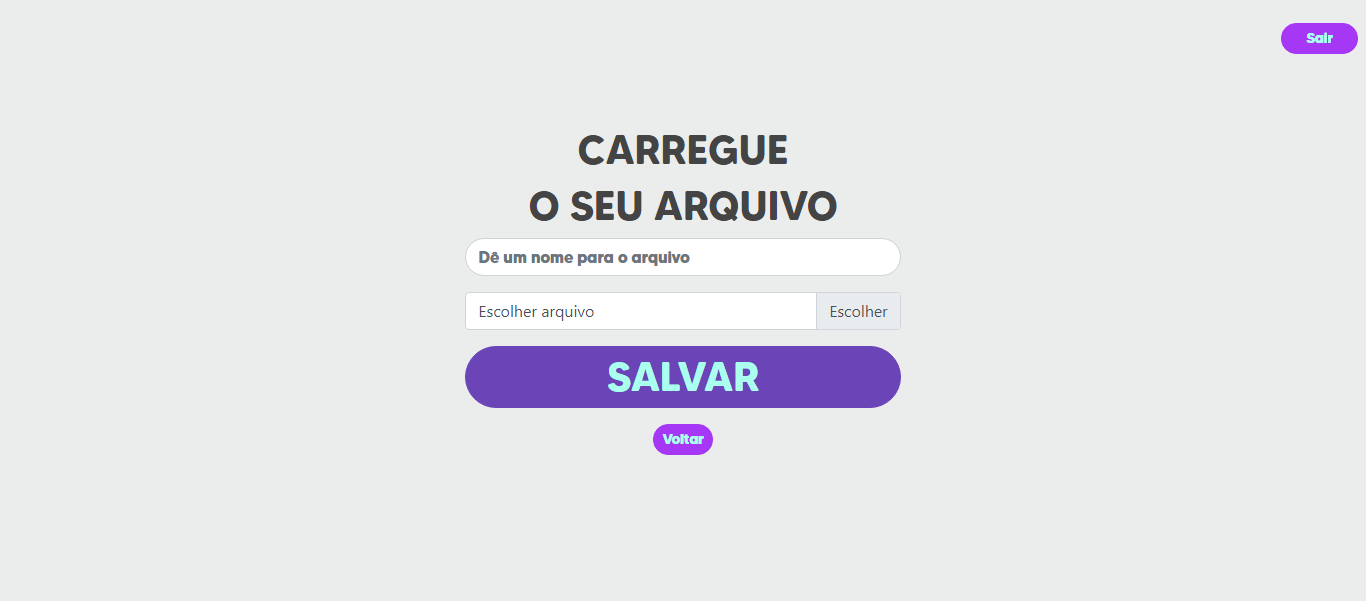 Sair
CARREGUE
O SEU ARQUIVO
Dê um nome para o arquivo
Escolher arquivo
Escolher
SALVAR
Voltar